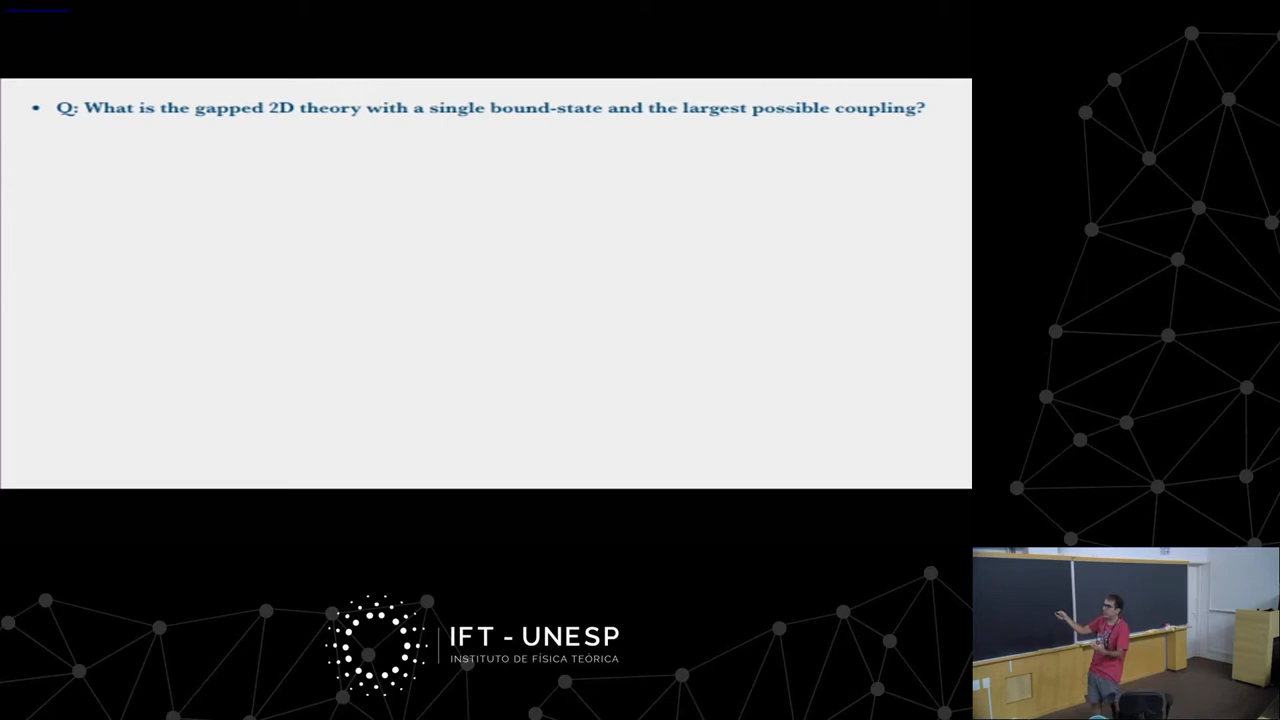 • Q: What is the gapped 2D theory with a single bound-state and the largest possible coupling?
IFT - UNESP
INSTITUTO DE FÍSICA TEÓRICA